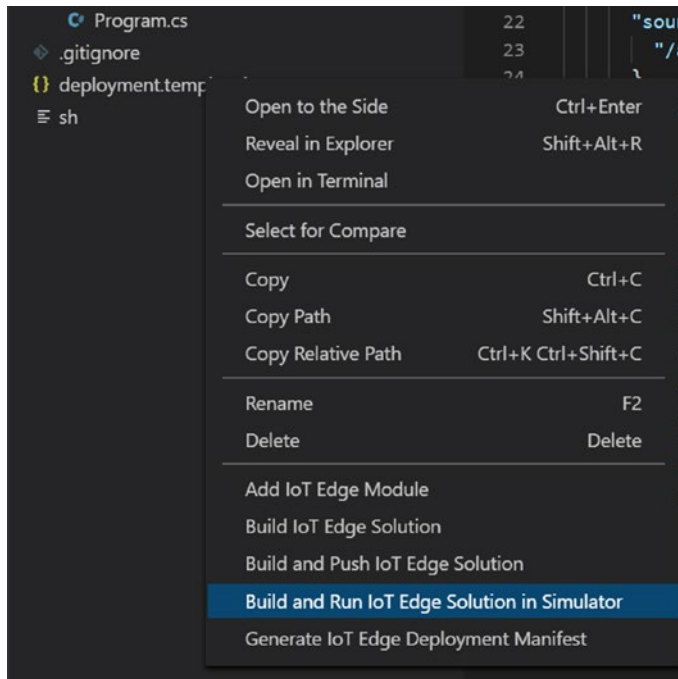 Program.cs
22 "sou
.gitignore
23 "/a
deployment.temp
24 }
sh
Open to the Side Ctrl+Enter
Reveal in Explorer Shift+Alt+R
Open in Terminal
Select for Compare
Copy Ctrl+C
Copy Path Shift+Alt+C
Copy Relative Path Ctrl+K Ctrl+Shift+C
Rename F2
Delete Delete
Add IoT Edge Module
Build IoT Edge Solution
Build and Push IoT Edge Solution
Build and Run IoT Edge Solution in Simulator
Generate IoT Edge Deployment Manifest